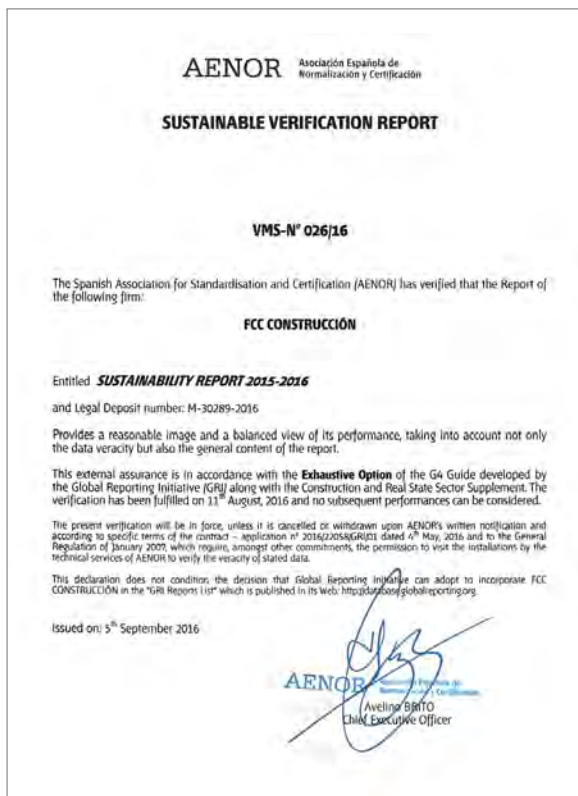 AENOR Asociación Española de
Normalización y Certificación
SUSTAINABLE VERIFICATION REPORT
VMS-Nº 026/16
The Spanish Association for Standardisation and Certification (AENOR) has verified that the Report of
the following firm:
FCC CONSTRUCCIÓN
Entitled SUSTAINABILITY REPORT 2015-2016
and Legal Deposit number: M-30289-2016
Provides a reasonable image and a balanced view of its performance, taking into account not only
the data veracity but also the general content of the report.
This external assurance is in accordance with the Exhaustive Option of the G4 Guide developed by
the Global Reporting Initiative (GRI) along with the Construction and Real State Sector Supplement. The
verification has been fulfilled on 11th August, 2016 and no subsequent performances can be considered.
The present verification will be in force, unless it is cancelled or withdrawn upon AENOR's written notification and
according to specific terms of the contract – application nº 2016/2205&/GRI/01 dated 4th May, 2016 and to the General
Regulation of January 2007, which require, amongst other commitments, the permission to visit the installations by the
technical services of AENOR to verify the veracity of stated data.
This declaration does not condition the decision that Global Reporting Initiative can adopt to incorporate FCC
CONSTRUCCIÓN in the "GRI Reports List" which is published in its Web: http://database.globalreporting.org.
Issued on: 5th September 2016
AENOR Asociación Española de
Normalización y Certificación
Avelino BRITO
Chief Executive Officer